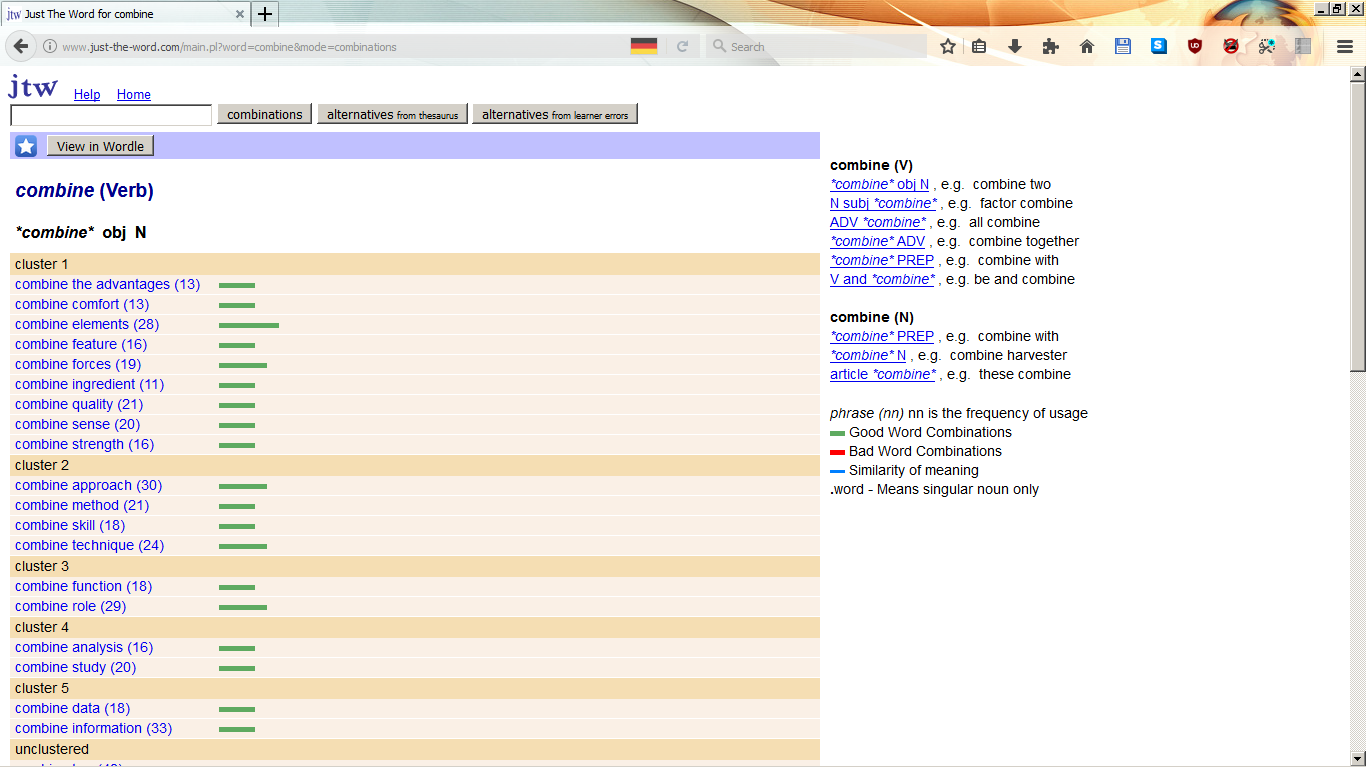 jtw Just The Word for combine
www.just-the-word.com/main.pl?word=combine&mode=combinations
Search
jtw Help Home
combinations
alternatives from thesaurus
alternatives from learner errors
View in Wordle
combine (Verb)
*combine* obj N
cluster 1
combine the advantages (13)
combine comfort (13)
combine elements (28)
combine feature (16)
combine forces (19)
combine ingredient (11)
combine quality (21)
combine sense (20)
combine strength (16)
cluster 2
combine approach (30)
combine method (21)
combine skill (18)
combine technique (24)
cluster 3
combine function (18)
combine role (29)
cluster 4
combine analysis (16)
combine study (20)
cluster 5
combine data (18)
combine information (33)
unclustered
combine (V)
*combine* obj N , e.g. combine two
N subj *combine* , e.g. factor combine
ADV *combine* , e.g. all combine
*combine* ADV , e.g. combine together
*combine* PREP , e.g. combine with
V and *combine* , e.g. be and combine
combine (N)
*combine* PREP , e.g. combine with
*combine* N , e.g. combine harvester
article *combine* , e.g. these combine
phrase (nn) nn is the frequency of usage
Good Word Combinations
Bad Word Combinations
Similarity of meaning
.word - Means singular noun only